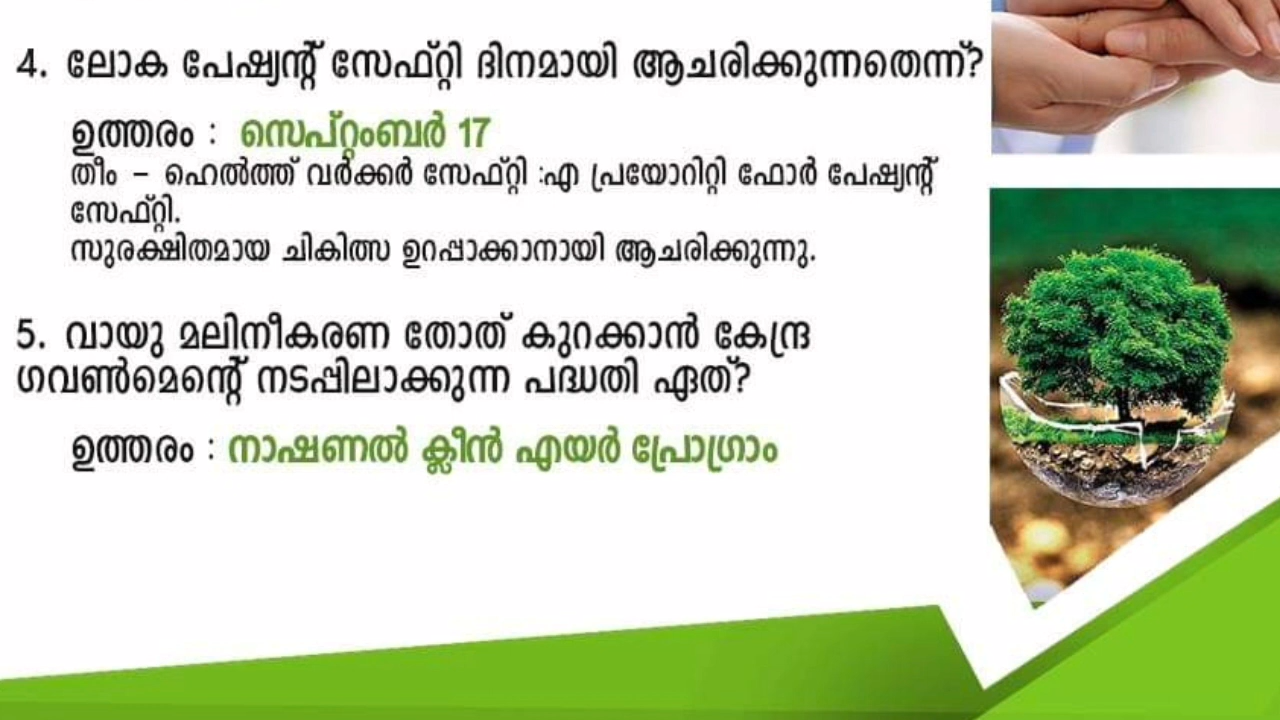 4. ലോക പേഷ്യന്റ് സേഫ്റ്റി ദിനമായി ആചരിക്കുന്നതെന്ന്?
ഉത്തരം : സെപ്റ്റംബർ 17
തീം – ഹെൽത്ത് വർക്കർ സേഫ്റ്റി :എ പ്രയോറിറ്റി ഫോർ പേഷ്യന്റ്
സേഫ്റ്റി.
സുരക്ഷിതമായ ചികിത്സ ഉറപ്പാക്കാനായി ആചരിക്കുന്നു.
5. വായു മലിനീകരണ തോത് കുറക്കാൻ കേന്ദ്ര
ഗവൺമെന്റെ് നടപ്പിലാക്കുന്ന പദ്ധതി ഏത്?
ഉത്തരം : നാഷണൽ ക്ലീൻ എയർ പ്രോഗ്രാം